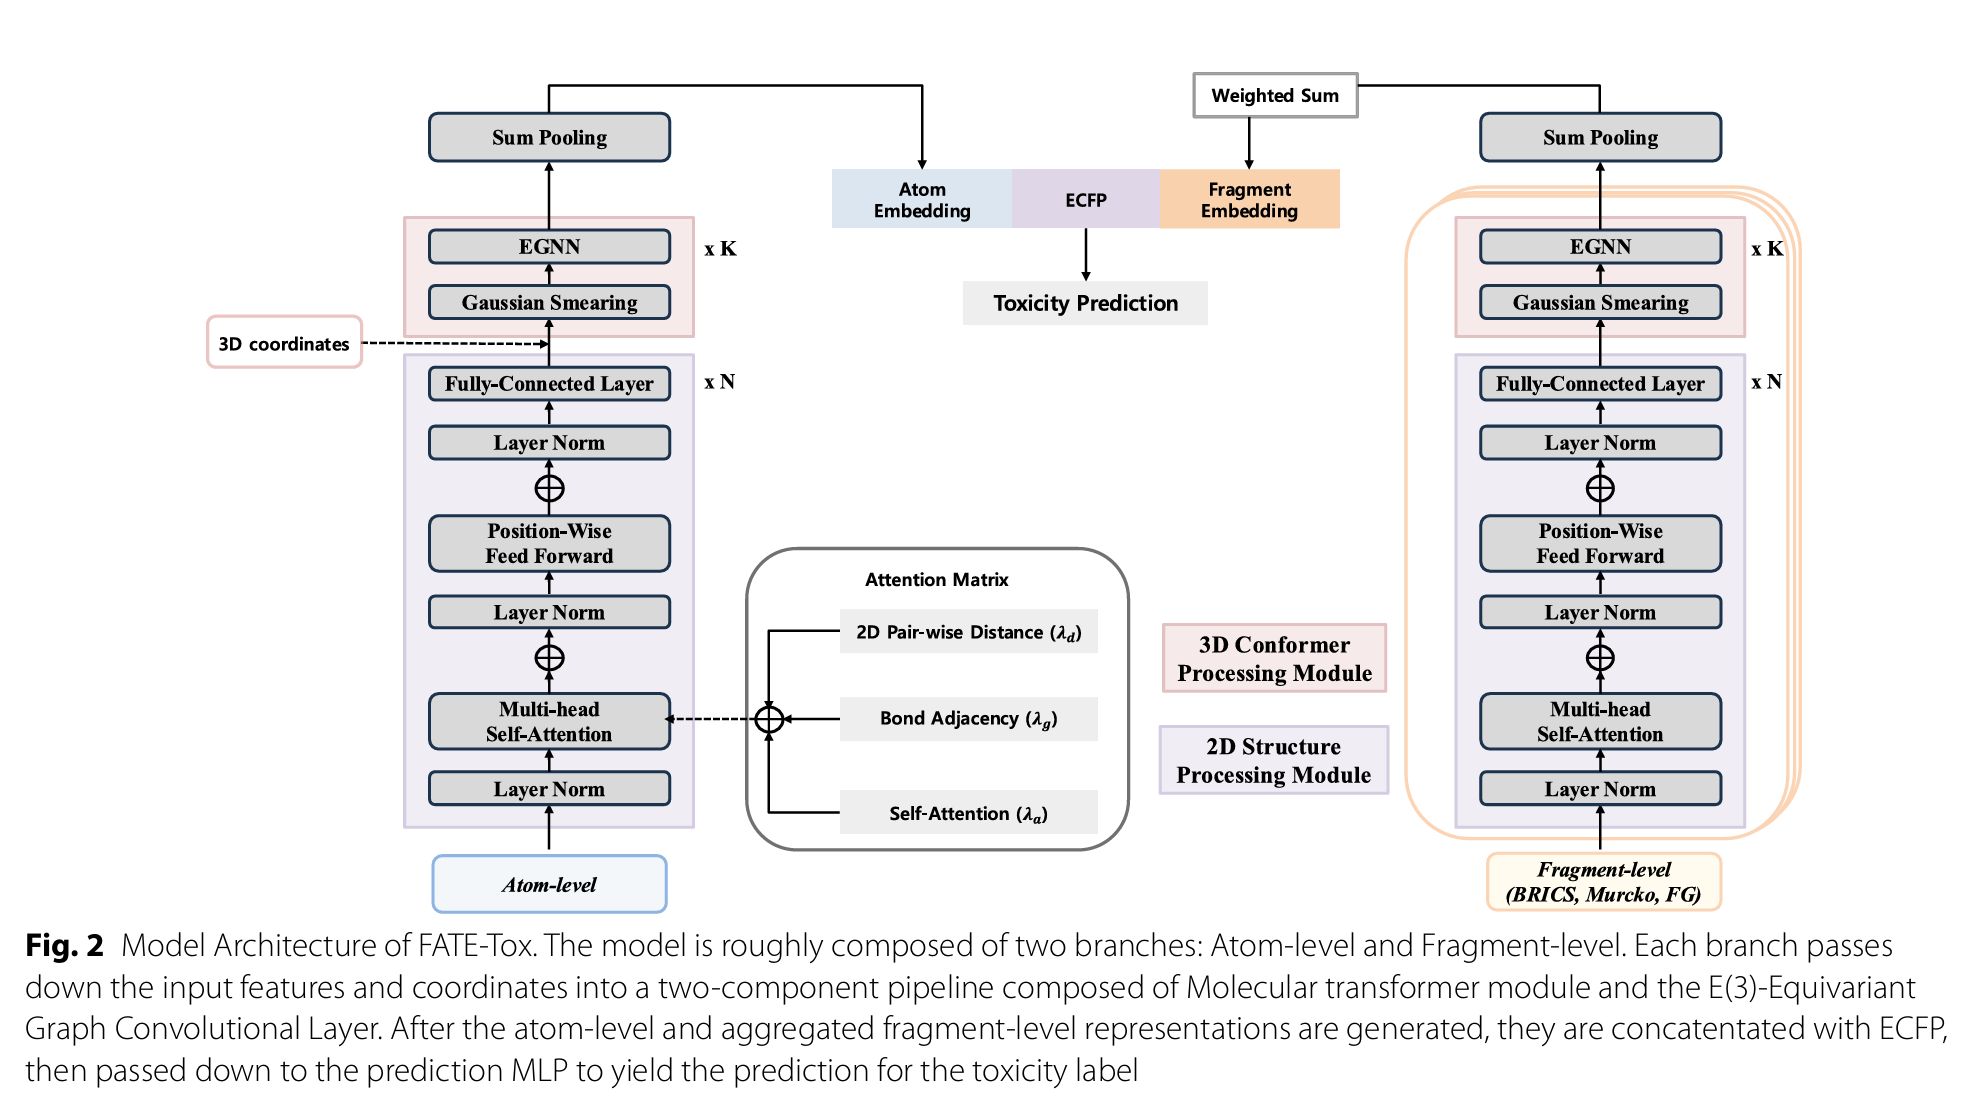 Sum Pooling
EGNN
x K
Gaussian Smearing
3D coordinates
Fully-Connected Layer
x N
Layer Norm
Position-Wise
Feed Forward
Layer Norm
Multi-head
Self-Attention
Layer Norm
Atom-level
Weighted Sum
Atom
Embedding
ECFP
Fragment
Embedding
Toxicity Prediction
Attention Matrix
2D Pair-wise Distance (λd)
Bond Adjacency (λg)
Self-Attention (λa)
3D Conformer
Processing Module
2D Structure
Processing Module
Sum Pooling
EGNN
x K
Gaussian Smearing
Fully-Connected Layer
x N
Layer Norm
Position-Wise
Feed Forward
Layer Norm
Multi-head
Self-Attention
Layer Norm
Fragment-level
(BRICS, Murcko, FG)
Fig. 2 Model Architecture of FATE-Tox. The model is roughly composed of two branches: Atom-level and Fragment-level. Each branch passes
down the input features and coordinates into a two-component pipeline composed of Molecular transformer module and the E(3)-Equivariant
Graph Convolutional Layer. After the atom-level and aggregated fragment-level representations are generated, they are concatentated with ECFP,
then passed down to the prediction MLP to yield the prediction for the toxicity label